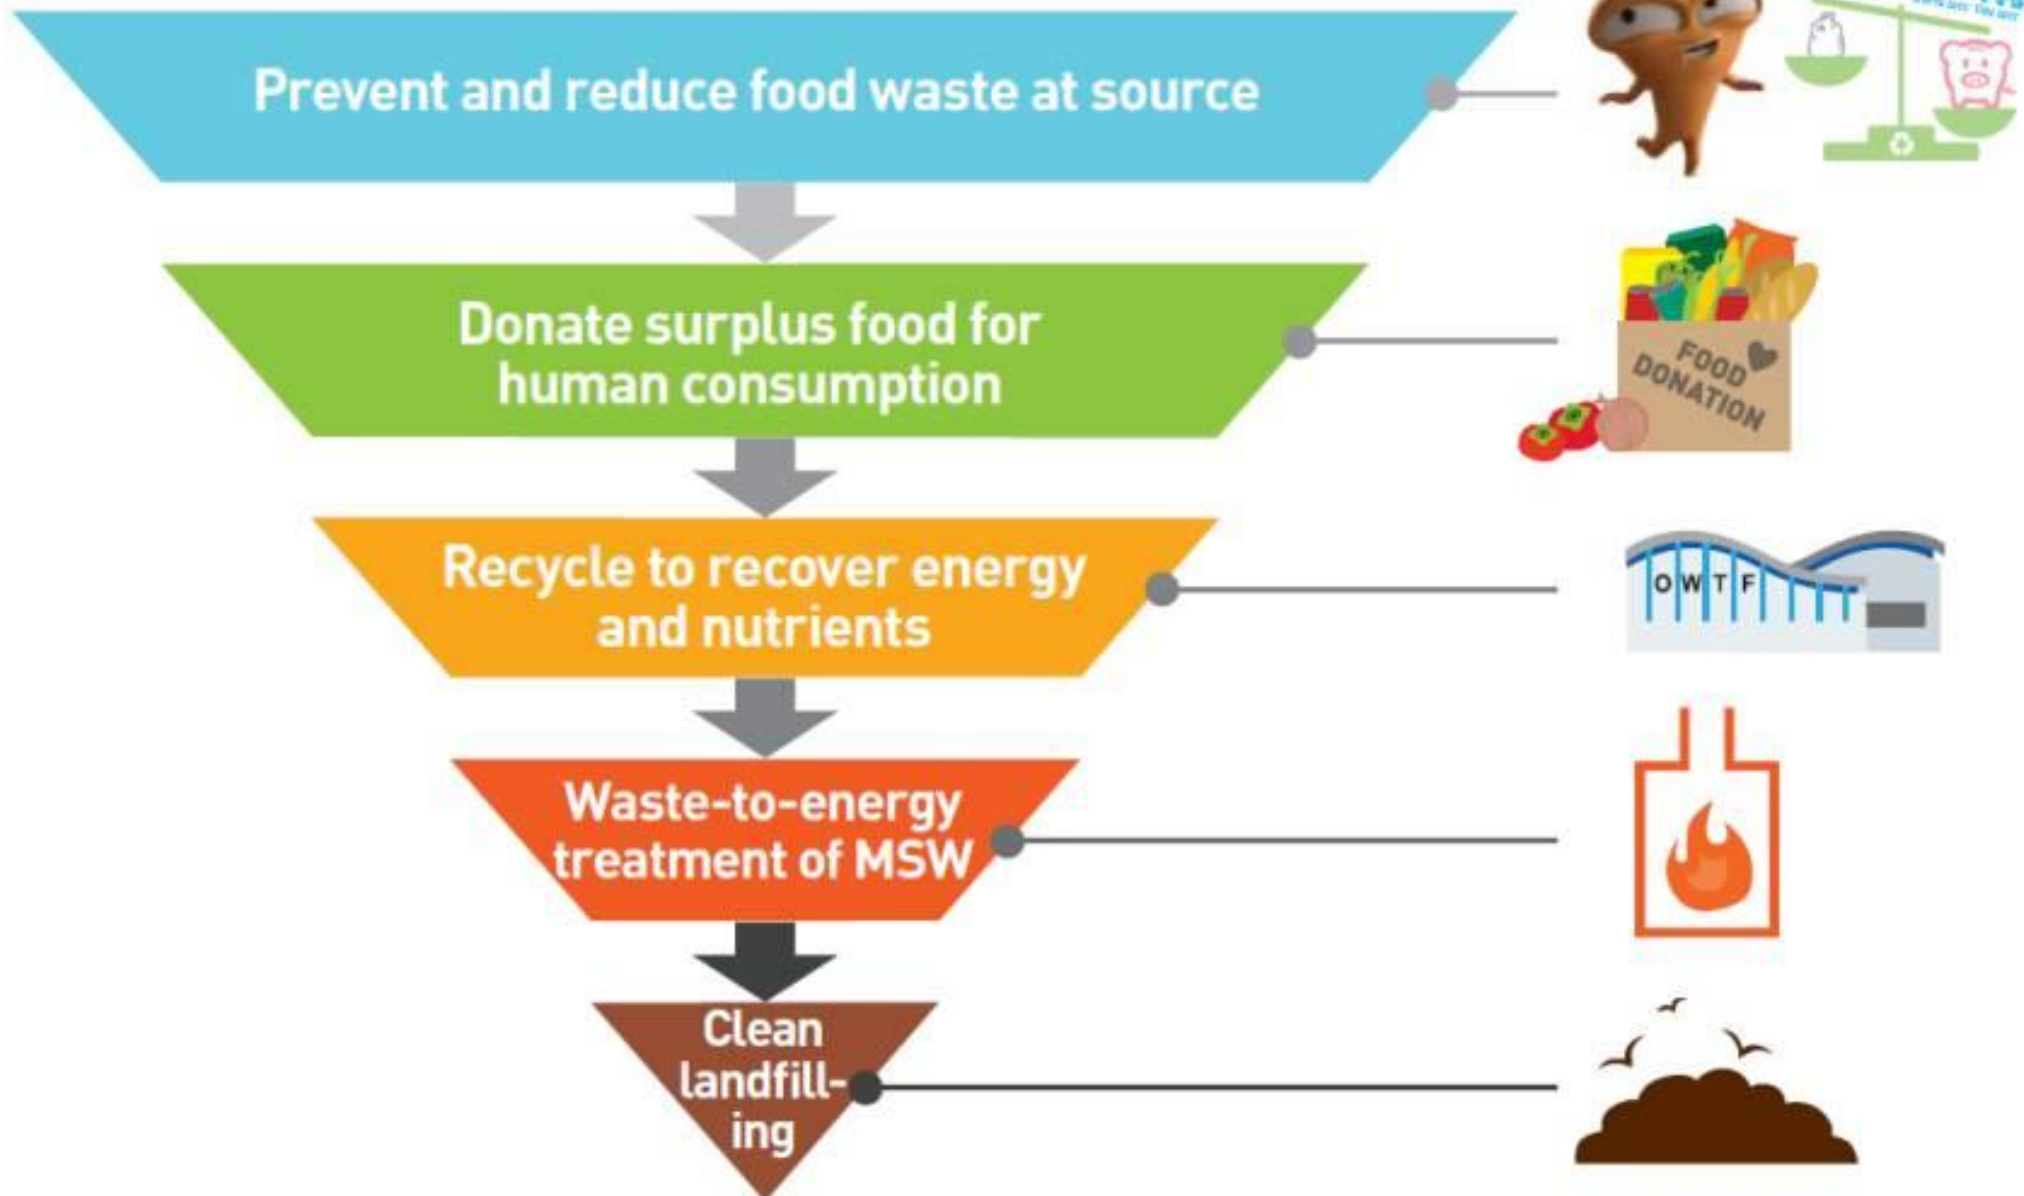 Prevent and reduce food waste at source
Donate surplus food for
human consumption
FOOD
DONATION
Recycle to recover energy
and nutrients
O W T F
Waste-to-energy
treatment of MSW
Clean
landfill-
ing